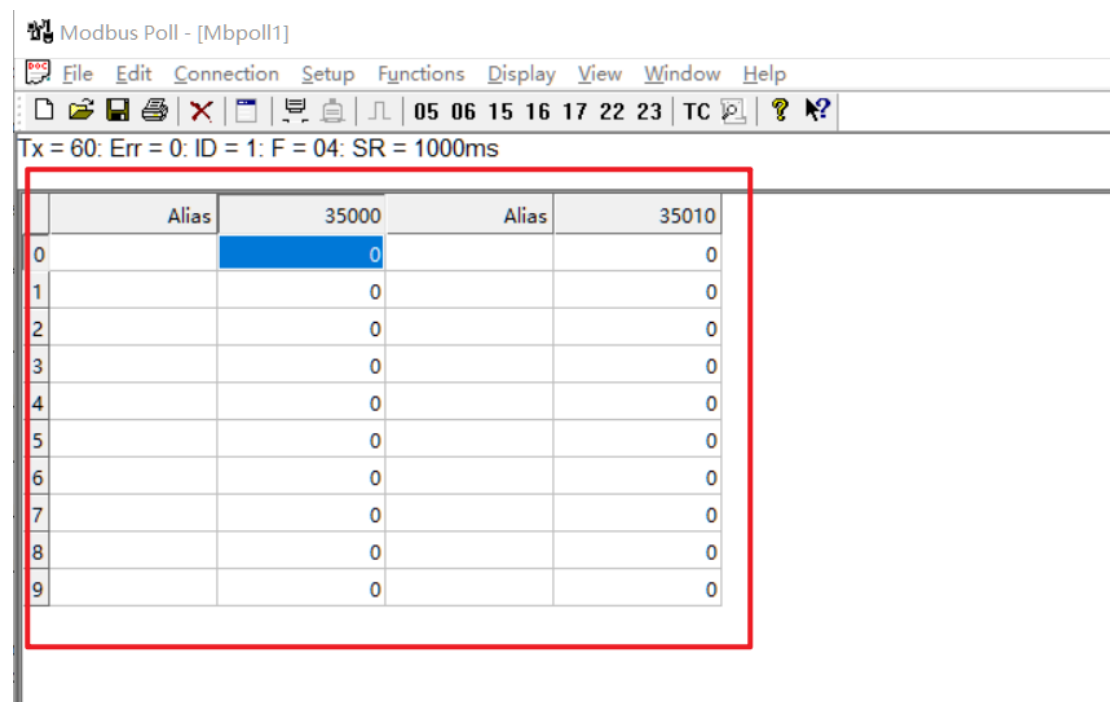 Modbus Poll - [Mbpoll1]
File Edit Connection Setup Functions Display View Window Help
05 06 15 16 17 22 23 TC
Tx = 60: Err = 0: ID = 1: F = 04: SR = 1000ms
Alias 35000 Alias 35010
0 0 0
1 0 0
2 0 0
3 0 0
4 0 0
5 0 0
6 0 0
7 0 0
8 0 0
9 0 0